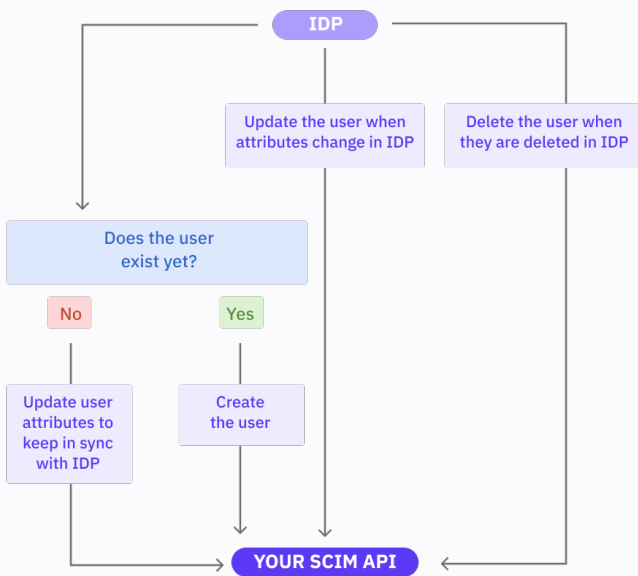 IDP
Update the user when
attributes change in IDP
Delete the user when
they are deleted in IDP
Does the user
exist yet?
No
Yes
Update user
attributes to
keep in sync
with IDP
Create
the user
YOUR SCIM API